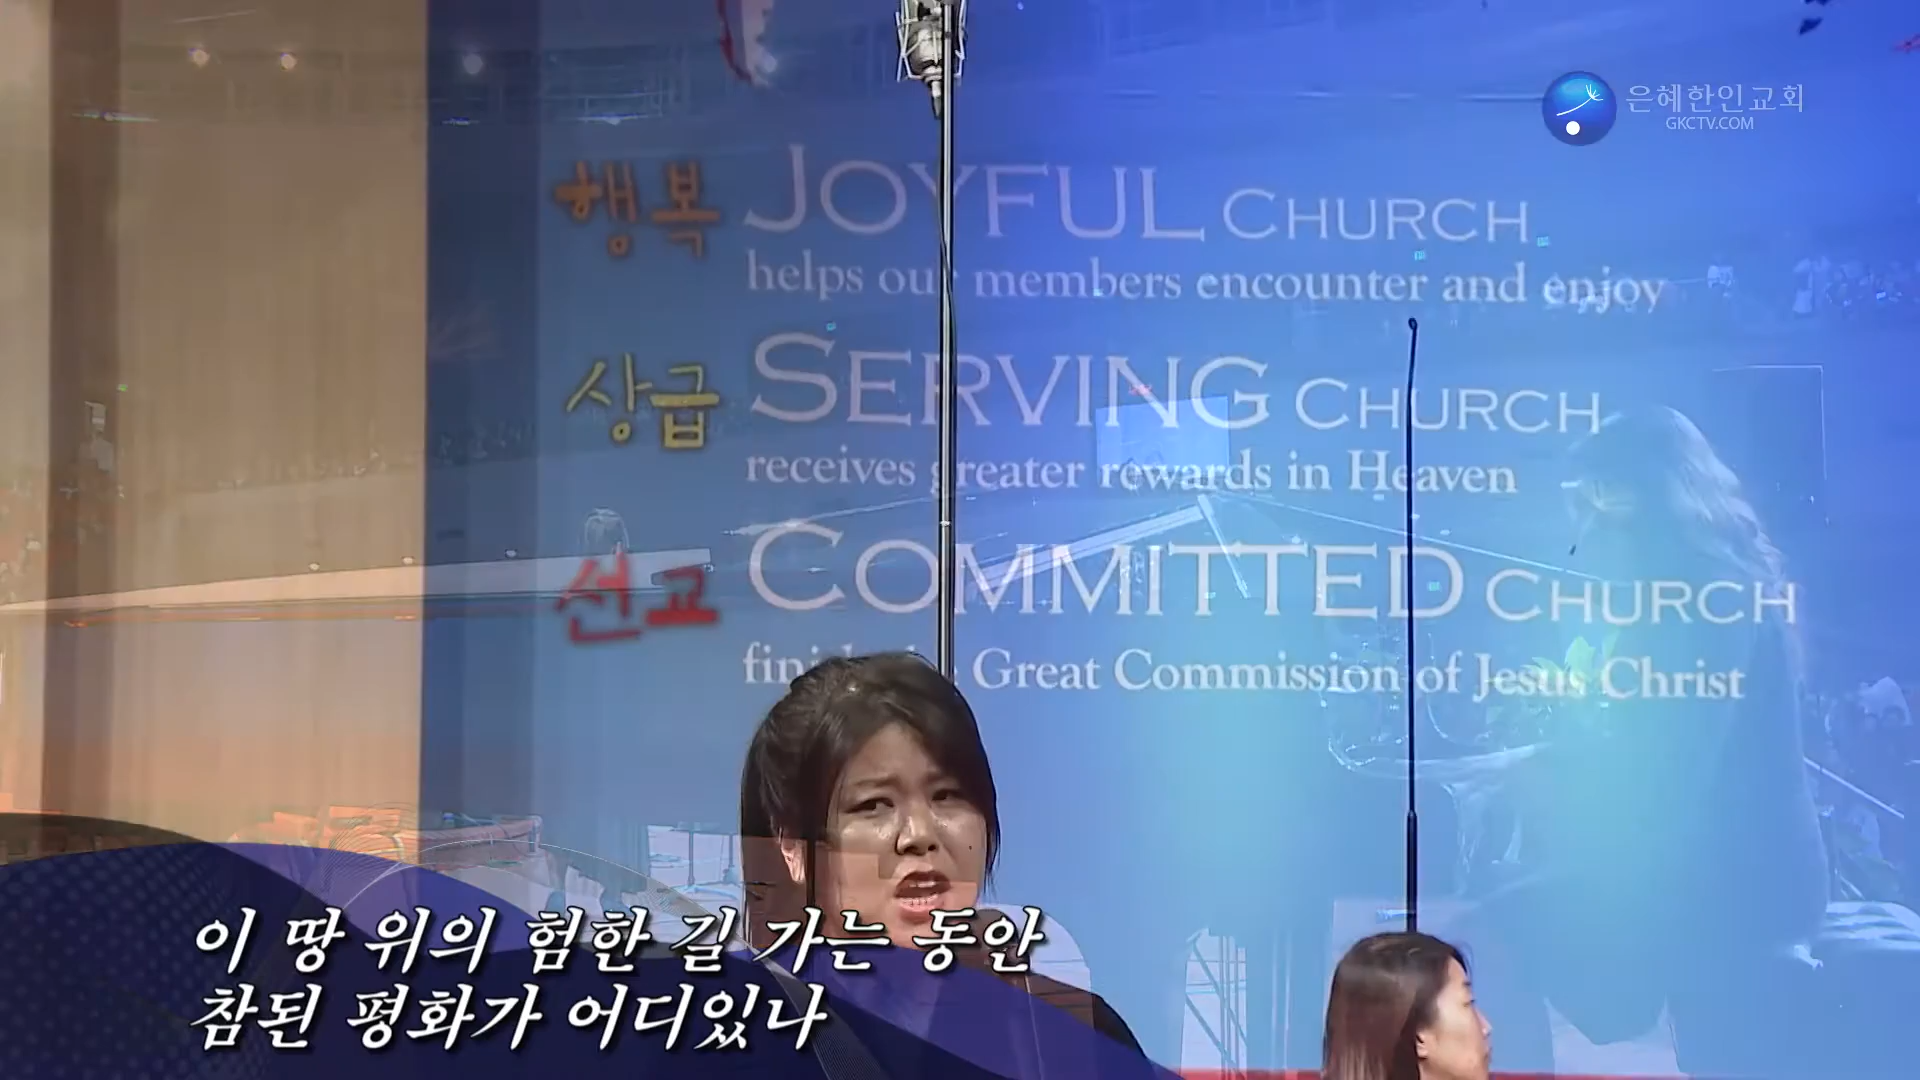 은혜한인교회
GKCTV.COM
행복 JOYFUL CHURCH
helps our members encounter and enjoy
상급 SERVING CHURCH
receives greater rewards in Heaven
선교 COMMITTED CHURCH
Great Commission of Jesus Christ
이 땅 위의 험한 길 가는 동안
참된 평화가 어디있나